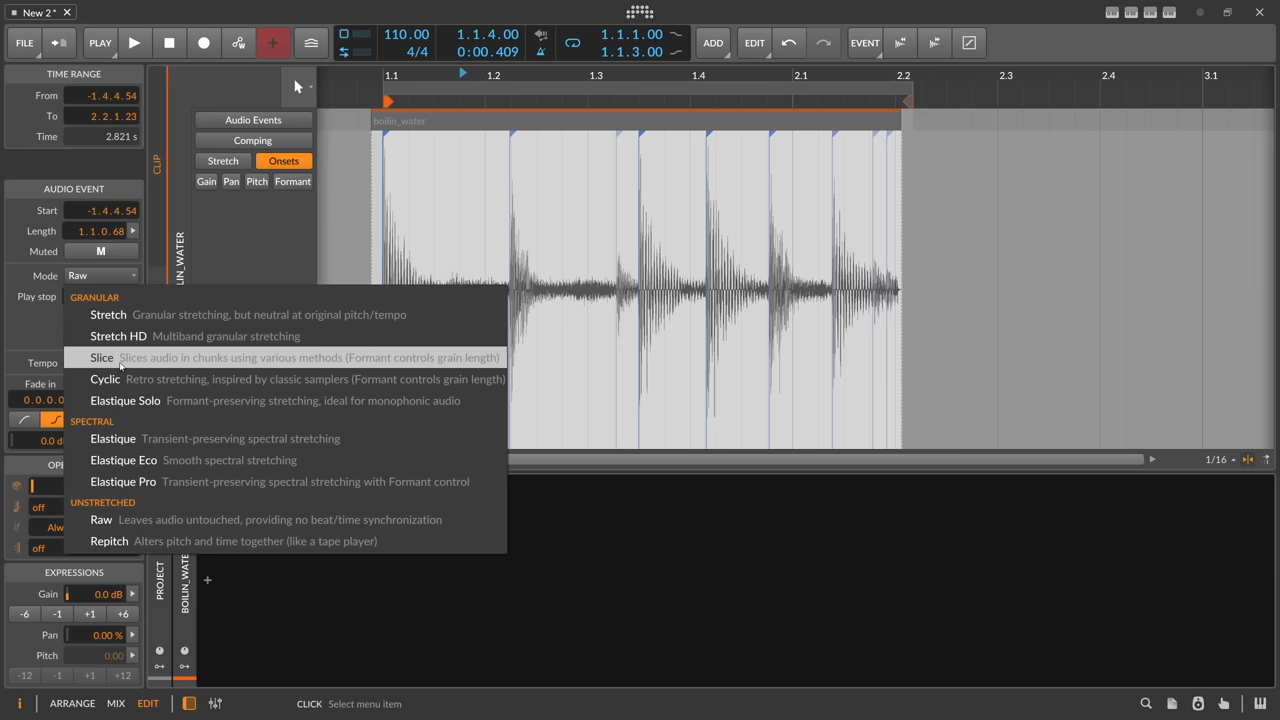 New 2*
FILE PLAY 110.00 1.1.4.00 1.1.1.00 ADD EDIT EVENT
4/4 0:00.409 1.1.3.00
TIME RANGE
From -1.4.4.54
To 2.2.1.23
Time 2.821 s
1.1 1.2 1.3 1.4 2.1 2.2 2.3 2.4 3.1
CLIP
BOILIN_WATER
Audio Events
boilin_water
Comping
Stretch Onsets
Gain Pan Pitch Formant
AUDIO EVENT
Start -1.4.4.54
Length 1.1.0.68
Muted M
Mode Raw
Play stop
Tempo
Fade in
0.0.0.0
0.0 d
GRANULAR
Stretch Granular stretching, but neutral at original pitch/tempo
Stretch HD Multiband granular stretching
Slice Slices audio in chunks using various methods (Formant controls grain length)
Cyclic Retro stretching, inspired by classic samplers (Formant controls grain length)
Elastique Solo Formant-preserving stretching, ideal for monophonic audio
SPECTRAL
Elastique Transient-preserving spectral stretching
Elastique Eco Smooth spectral stretching
Elastique Pro Transient-preserving spectral stretching with Formant control
UNSTRETCHED
Raw Leaves audio untouched, providing no beat/time synchronization
Repitch Alters pitch and time together (like a tape player)
1/16
OPE
off
Alw
off
EXPRESSIONS
Gain 0.0 dB
-6 -1 +1 +6
Pan 0.00 %
Pitch 0.00
-12 -1 +1 +12
PROJECT
BOILIN_WATE
+
i ARRANGE MIX EDIT CLICK Select menu item